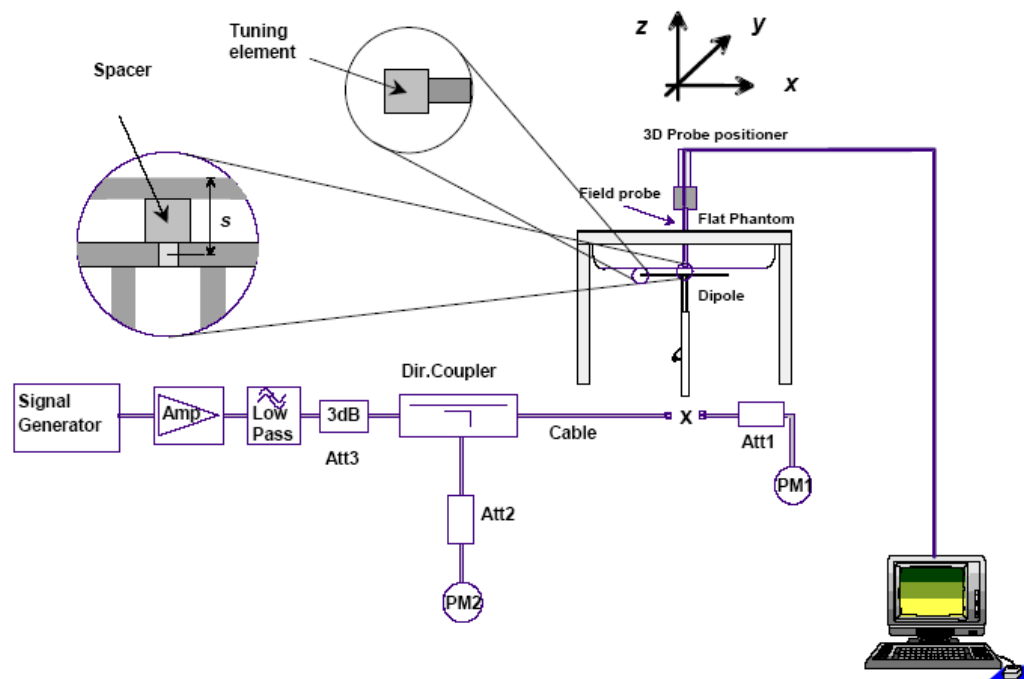 Tuning
element
Spacer
s
z
y
x
3D Probe positioner
Field probe
Flat Phantom
Dipole
Dir.Coupler
Signal
Generator
Amp
Low
Pass
3dB
Att3
Cable
X
Att1
PM1
Att2
PM2